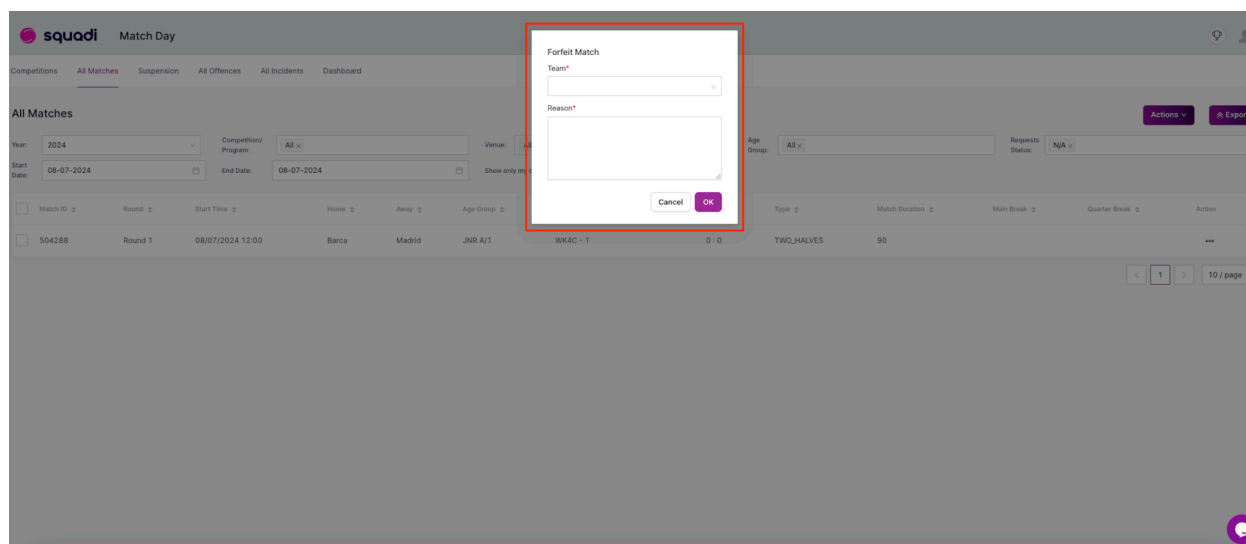 squadi Match Day
Competitions All Matches Suspension All Offences All Incidents Dashboard
Forfeit Match
Team*
Reason*
Cancel OK
All Matches
Actions Expor
Year: 2024 Competition/ Program: All Venue: Age Group: All Requests Status: N/A
Start Date: 08-07-2024 End Date: 08-07-2024 Show only
Match ID Round Start Time Home Away Age Group Type Match Duration Main Break Quarter Break Action
504288 Round 1 08/07/2024 12:00 Barca Madrid JNR A/1 WK4C - 1 0 : 0 TWO_HALVES 90 •••
< 1 > 10 / page